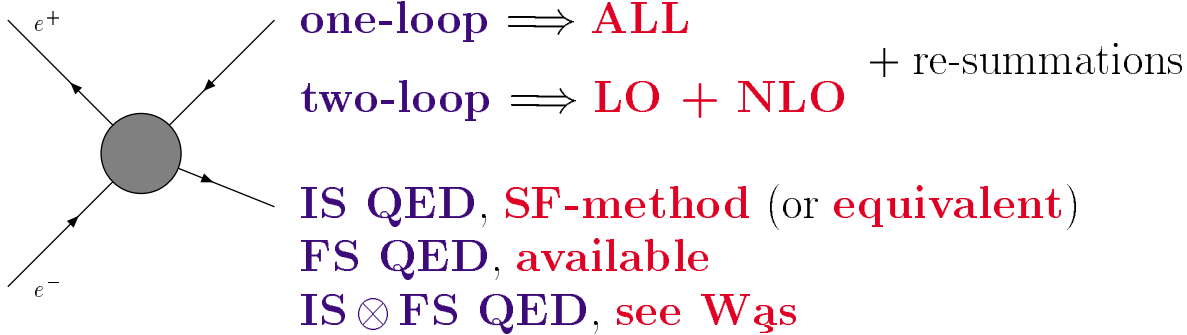 e⁺
one-loop ⟹ ALL
+ re-summations
two-loop ⟹ LO + NLO
IS QED, SF-method (or equivalent)
FS QED, available
IS ⊗ FS QED, see Wąs
e⁻